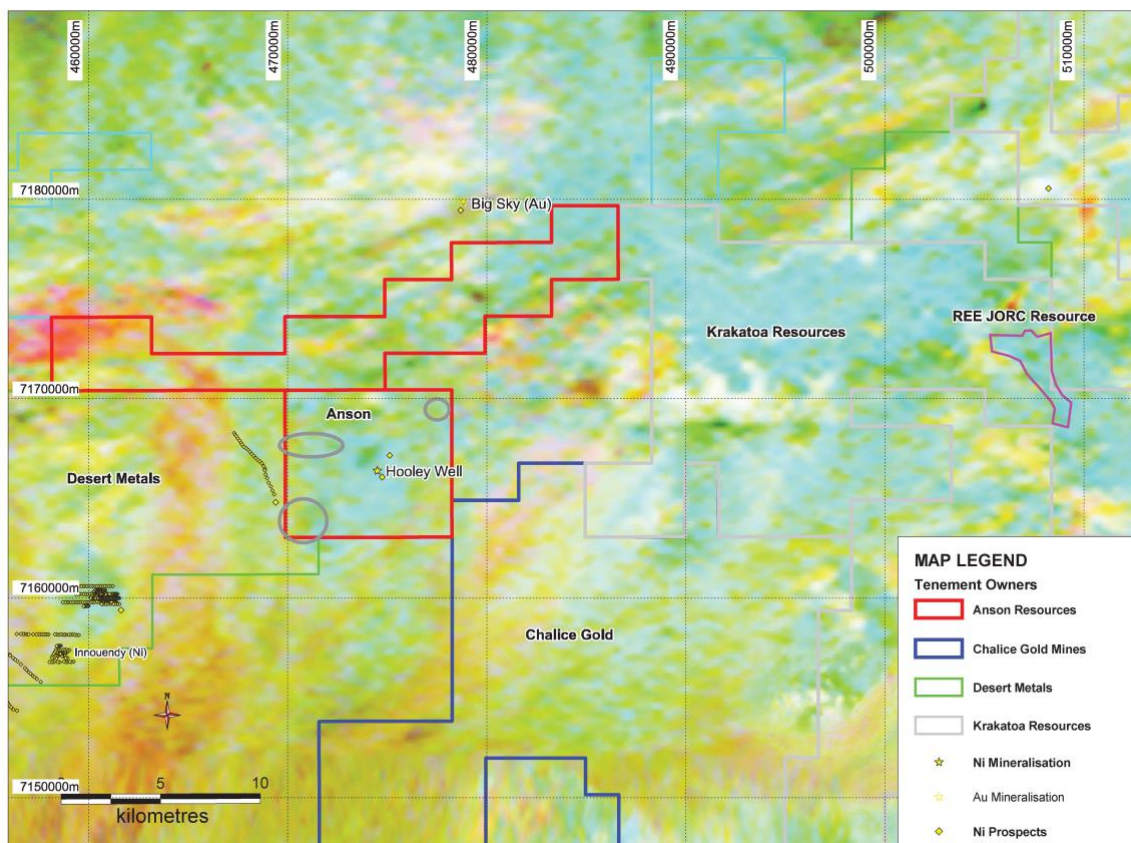 460000m
470000m
480000m
490000m
500000m
510000m
7180000m
Big Sky (Au)
Krakatoa Resources
REE JORC Resource
7170000m
Anson
Hooley Well
Desert Metals
7160000m
Innouendy (Ni)
Chalice Gold
N
7150000m
0 5 10
kilometres
MAP LEGEND
Tenement Owners
Anson Resources
Chalice Gold Mines
Desert Metals
Krakatoa Resources
Ni Mineralisation
Au Mineralisation
Ni Prospects